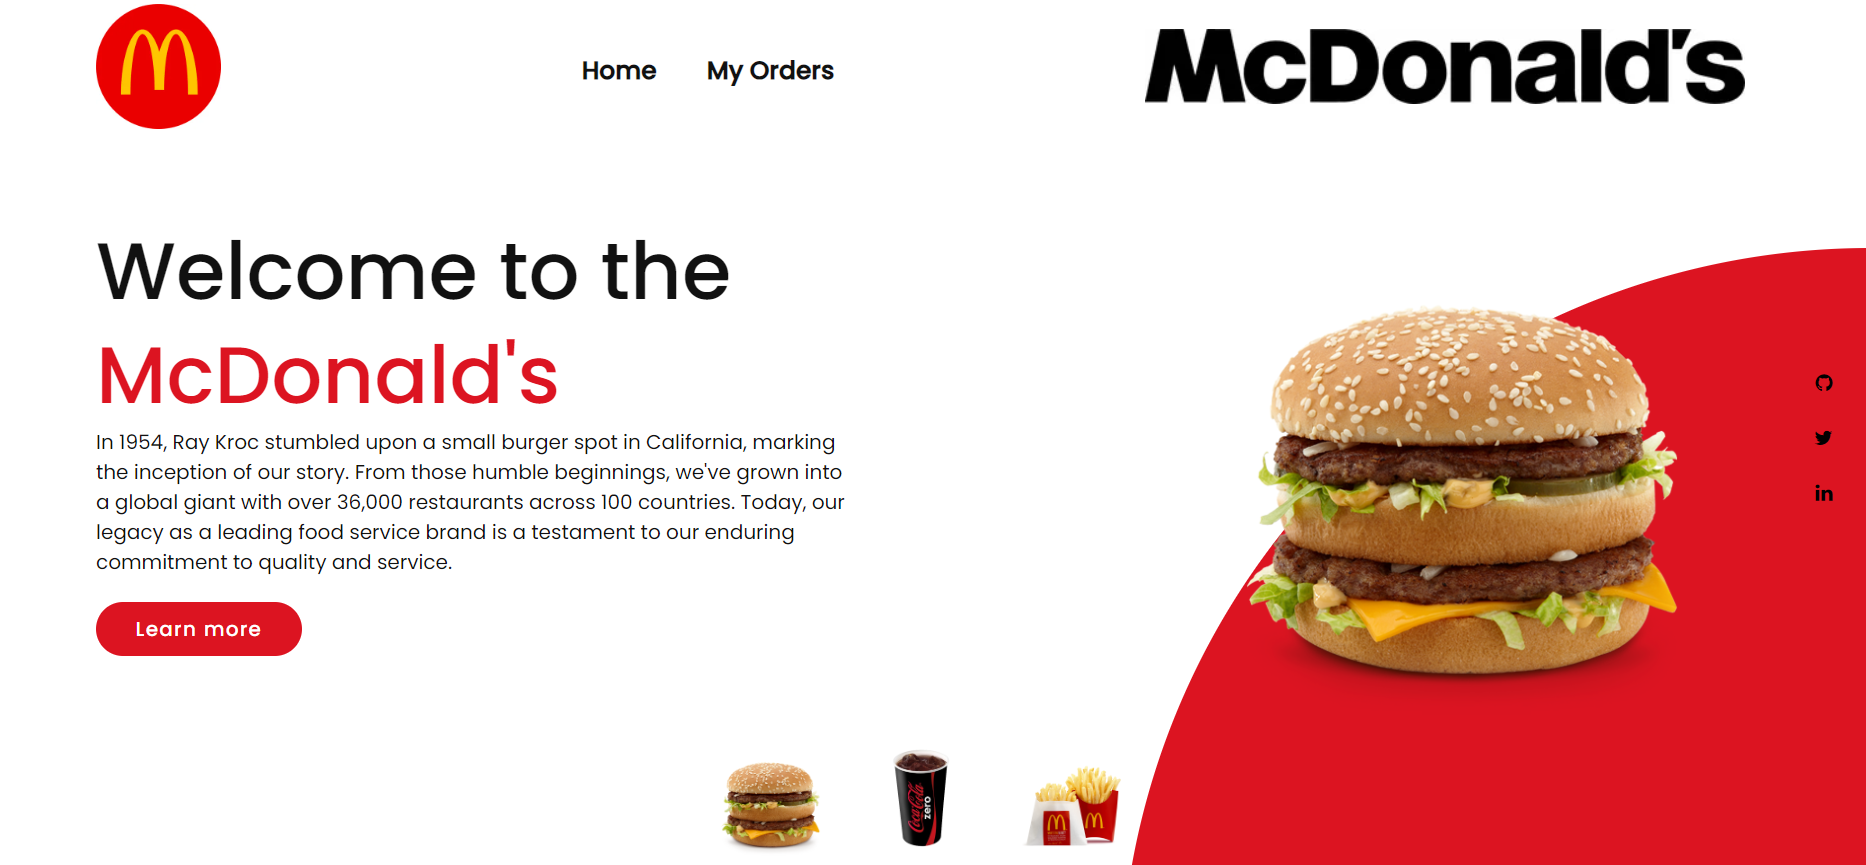 Home My Orders
McDonald's
Welcome to the
McDonald's
In 1954, Ray Kroc stumbled upon a small burger spot in California, marking
the inception of our story. From those humble beginnings, we've grown into
a global giant with over 36,000 restaurants across 100 countries. Today, our
legacy as a leading food service brand is a testament to our enduring
commitment to quality and service.
Learn more
in
Coca-Cola
zero